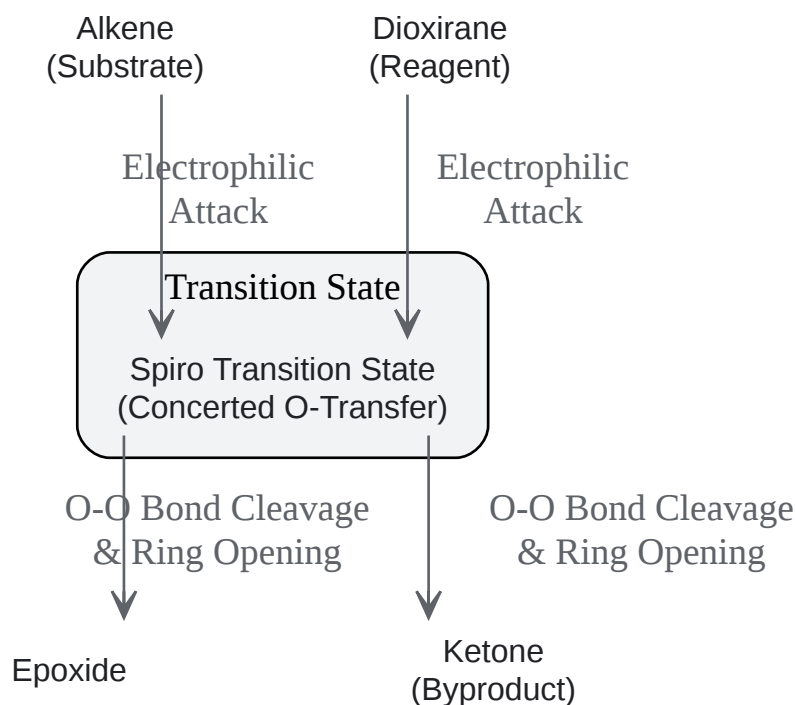 Alkene
(Substrate)
Dioxirane
(Reagent)
Electrophilic
Attack
Electrophilic
Attack
Transition State
Spiro Transition State
(Concerted O-Transfer)
O-O Bond Cleavage
& Ring Opening
O-O Bond Cleavage
& Ring Opening
Epoxide
Ketone
(Byproduct)